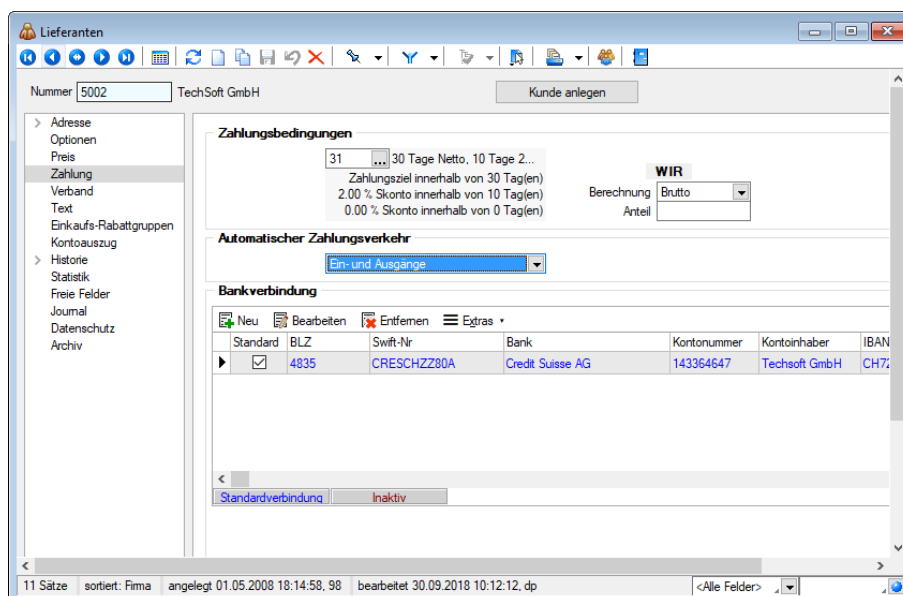 Lieferanten
Nummer 5002 TechSoft GmbH Kunde anlegen
Adresse
Optionen
Preis
Zahlung
Verband
Text
Einkaufs-Rabattgruppen
Kontoauszug
Historie
Statistik
Freie Felder
Journal
Datenschutz
Archiv
Zahlungsbedingungen
31 ... 30 Tage Netto, 10 Tage 2...
Zahlungsziel innerhalb von 30 Tag(en)
2.00 % Skonto innerhalb von 10 Tag(en)
0.00 % Skonto innerhalb von 0 Tag(en)
WIR
Berechnung Brutto
Anteil
Automatischer Zahlungsverkehr
Ein- und Ausgänge
Bankverbindung
Neu Bearbeiten Entfernen Extras
Standard BLZ Swift-Nr Bank Kontonummer Kontoinhaber IBAN
4835 CRESCHZZ80A Credit Suisse AG 143364647 Techsoft GmbH CH72
Standardverbindung Inaktiv
11 Sätze sortiert: Firma angelegt 01.05.2008 18:14:58, 98 bearbeitet 30.09.2018 10:12:12, dp <Alle Felder>